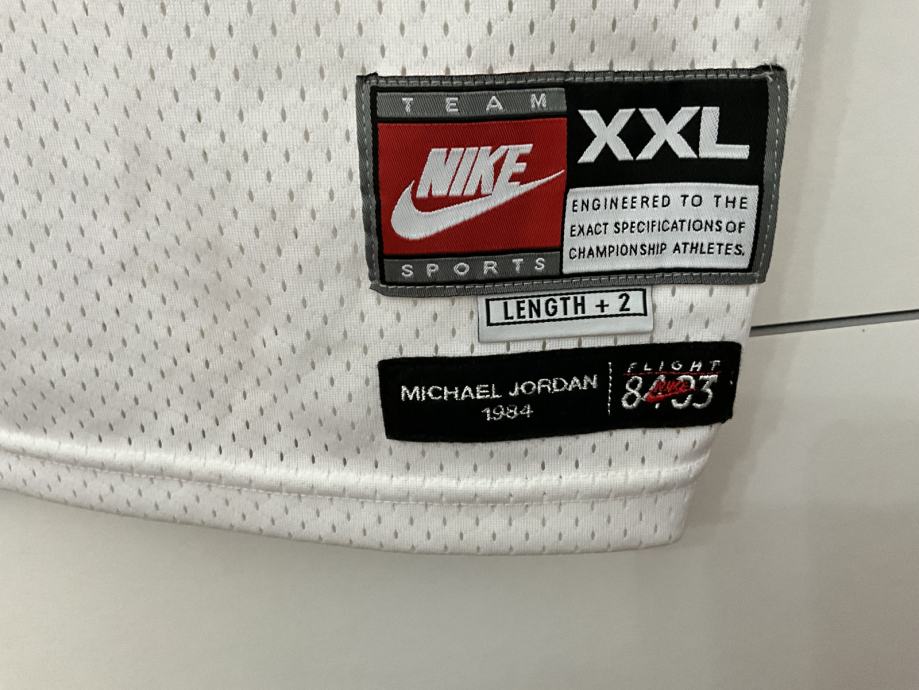 TEAM
NIKE
SPORTS
XXL
ENGINEERED TO THE
EXACT SPECIFICATIONS OF
CHAMPIONSHIP ATHLETES.
LENGTH + 2
MICHAEL JORDAN
1984
FLIGHT
8403
NIKE